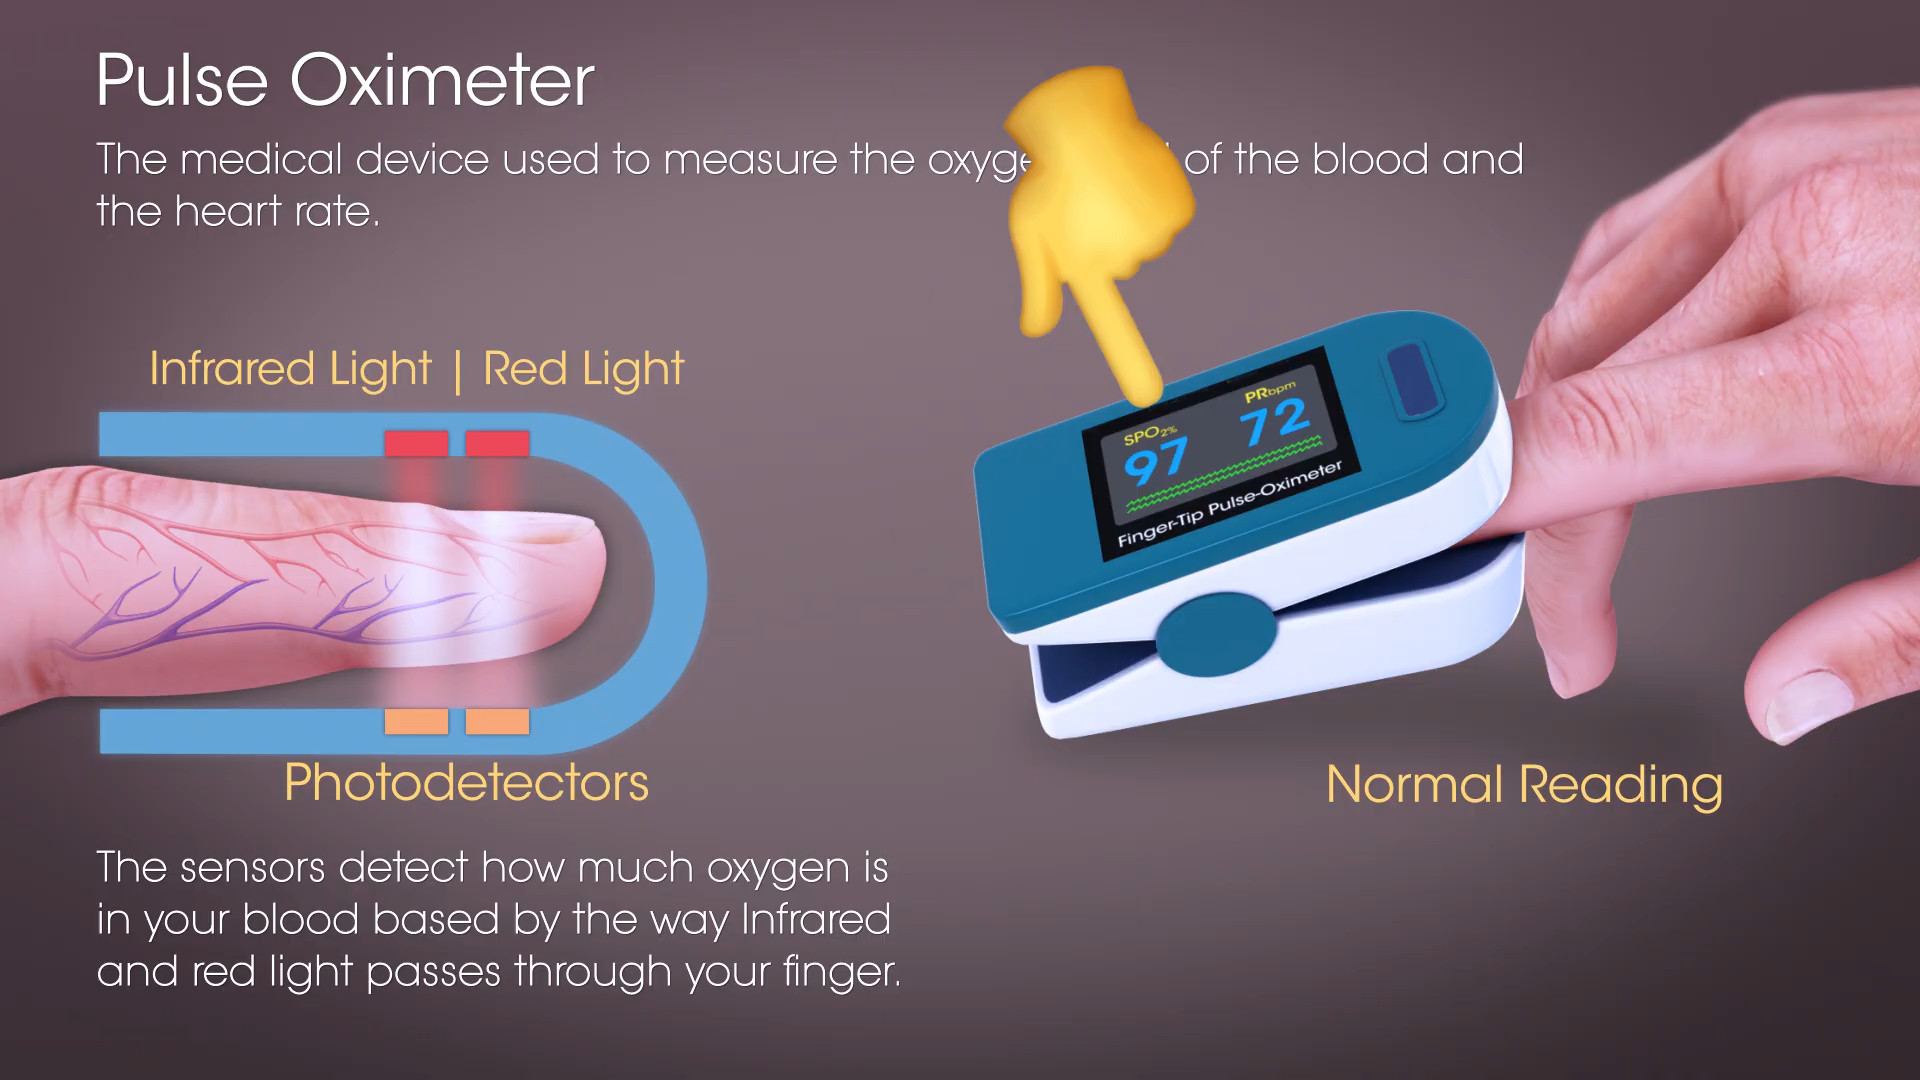 Pulse Oximeter
The medical device used to measure the of the blood and
the heart rate.
Infrared Light | Red Light
PRbpm
SPO2%
72
97
Finger-Tip Pulse-Oximeter
Photodetectors
Normal Reading
The sensors detect how much oxygen is
in your blood based by the way Infrared
and red light passes through your finger.